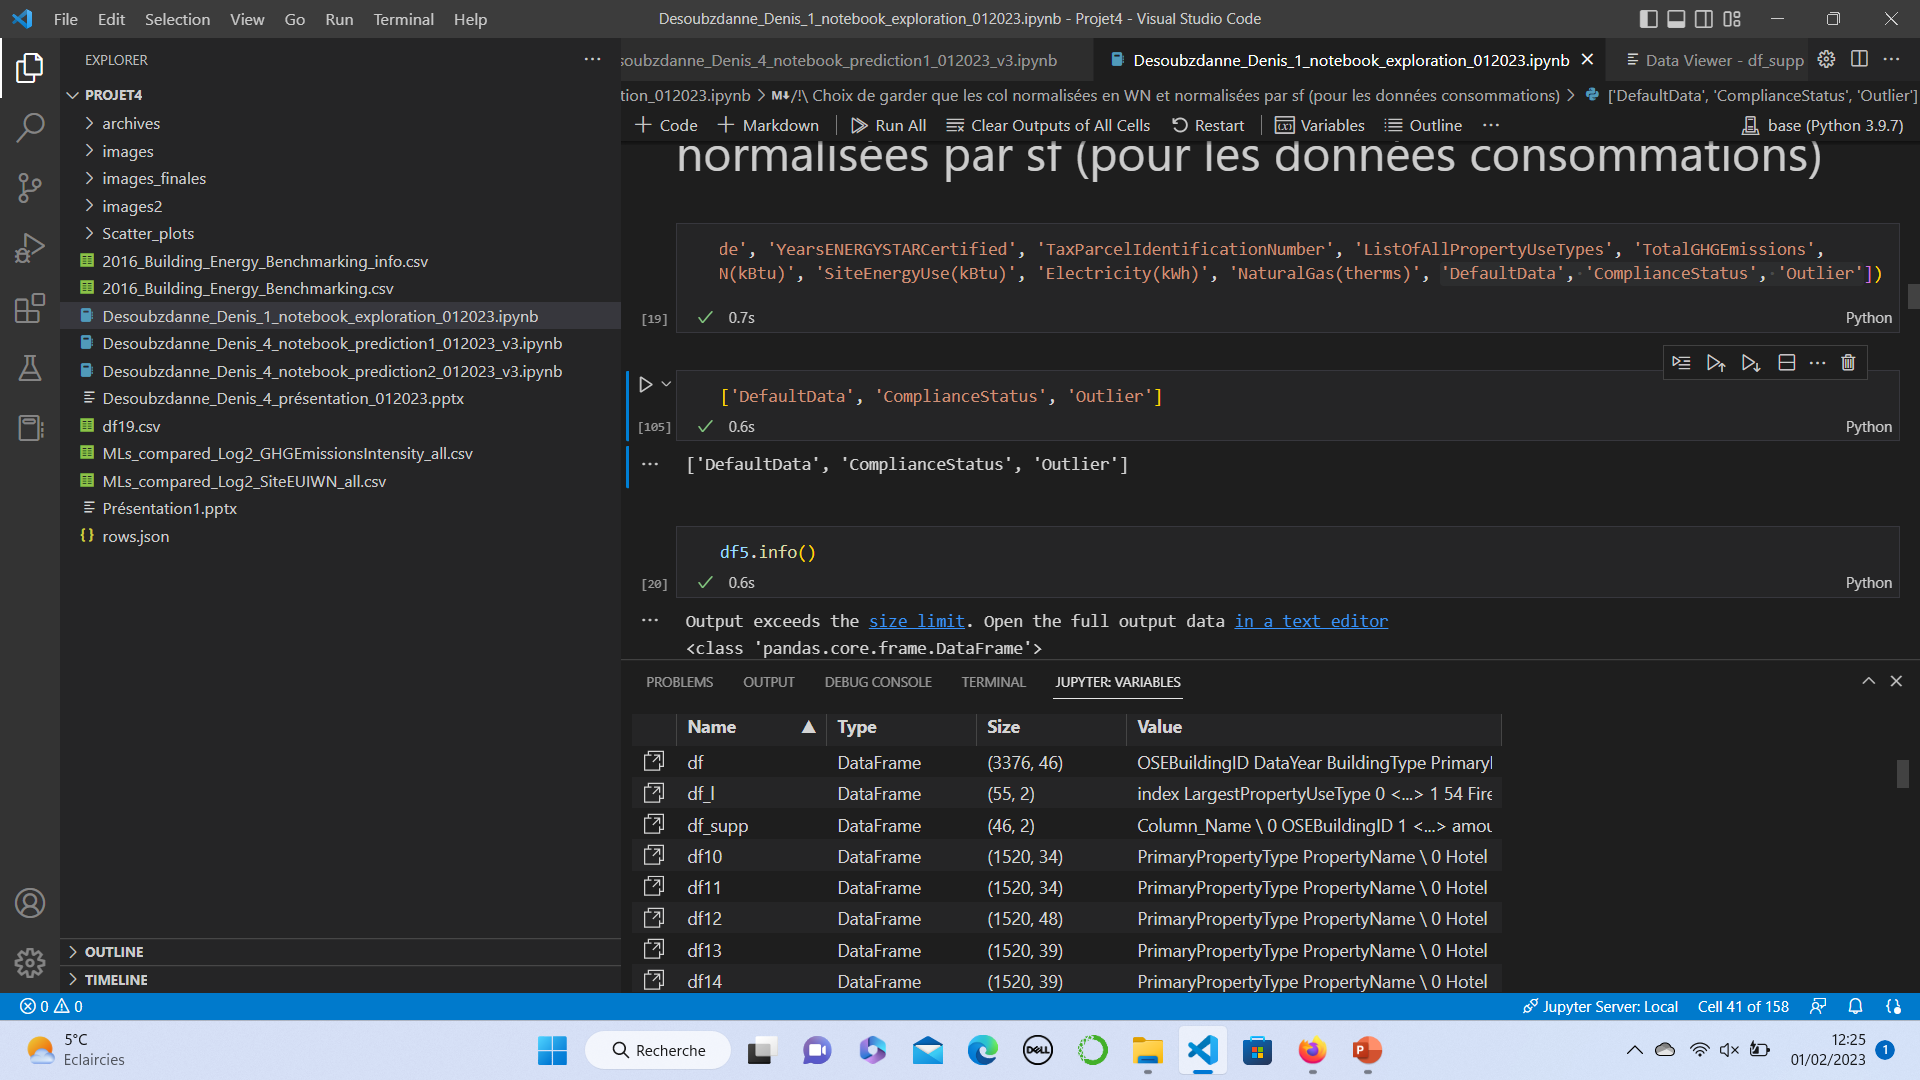 File Edit Selection View Go Run Terminal Help
Desoubzdanne_Denis_1_notebook_exploration_012023.ipynb - Projet4 - Visual Studio Code
EXPLORER
PROJET4
archives
images
images_finales
images2
Scatter_plots
2016_Building_Energy_Benchmarking_info.csv
2016_Building_Energy_Benchmarking.csv
Desoubzdanne_Denis_1_notebook_exploration_012023.ipynb
Desoubzdanne_Denis_4_notebook_prediction1_012023_v3.ipynb
Desoubzdanne_Denis_4_notebook_prediction2_012023_v3.ipynb
Desoubzdanne_Denis_4_présentation_012023.pptx
df19.csv
MLs_compared_Log2_GHGEmissionsIntensity_all.csv
MLs_compared_Log2_SiteEUIWN_all.csv
Présentation1.pptx
rows.json
OUTLINE
TIMELINE
soubzdanne_Denis_4_notebook_prediction1_012023_v3.ipynb
Desoubzdanne_Denis_1_notebook_exploration_012023.ipynb
Data Viewer - df_supp
tion_012023.ipynb > M↓/!\ Choix de garder que les col normalisées en WN et normalisées par sf (pour les données consommations) > ['DefaultData', 'ComplianceStatus', 'Outlier']
+ Code + Markdown Run All Clear Outputs of All Cells Restart Variables Outline ... base (Python 3.9.7)
normalisées par sf (pour les données consommations)
de', 'YearsENERGYSTARCertified', 'TaxParcelIdentificationNumber', 'ListOfAllPropertyUseTypes', 'TotalGHGEmissions',
N(kBtu)', 'SiteEnergyUse(kBtu)', 'Electricity(kWh)', 'NaturalGas(therms)', 'DefaultData', 'ComplianceStatus', 'Outlier'])
[19] 0.7s Python
['DefaultData', 'ComplianceStatus', 'Outlier']
[105] 0.6s Python
['DefaultData', 'ComplianceStatus', 'Outlier']
df5.info()
[20] 0.6s Python
Output exceeds the size limit. Open the full output data in a text editor
<class 'pandas.core.frame.DataFrame'>
PROBLEMS OUTPUT DEBUG CONSOLE TERMINAL JUPYTER: VARIABLES
Name Type Size Value
df DataFrame (3376, 46) OSEBuildingID DataYear BuildingType Primary
df_l DataFrame (55, 2) index LargestPropertyUseType 0 <...> 1 54 Fire
df_supp DataFrame (46, 2) Column_Name \ 0 OSEBuildingID 1 <...> amou
df10 DataFrame (1520, 34) PrimaryPropertyType PropertyName \ 0 Hotel
df11 DataFrame (1520, 34) PrimaryPropertyType PropertyName \ 0 Hotel
df12 DataFrame (1520, 48) PrimaryPropertyType PropertyName \ 0 Hotel
df13 DataFrame (1520, 39) PrimaryPropertyType PropertyName \ 0 Hotel
df14 DataFrame (1520, 39) PrimaryPropertyType PropertyName \ 0 Hotel
0 0
Jupyter Server: Local Cell 41 of 158
5°C
Eclaircies
Recherche
DELL
12:25
01/02/2023
1